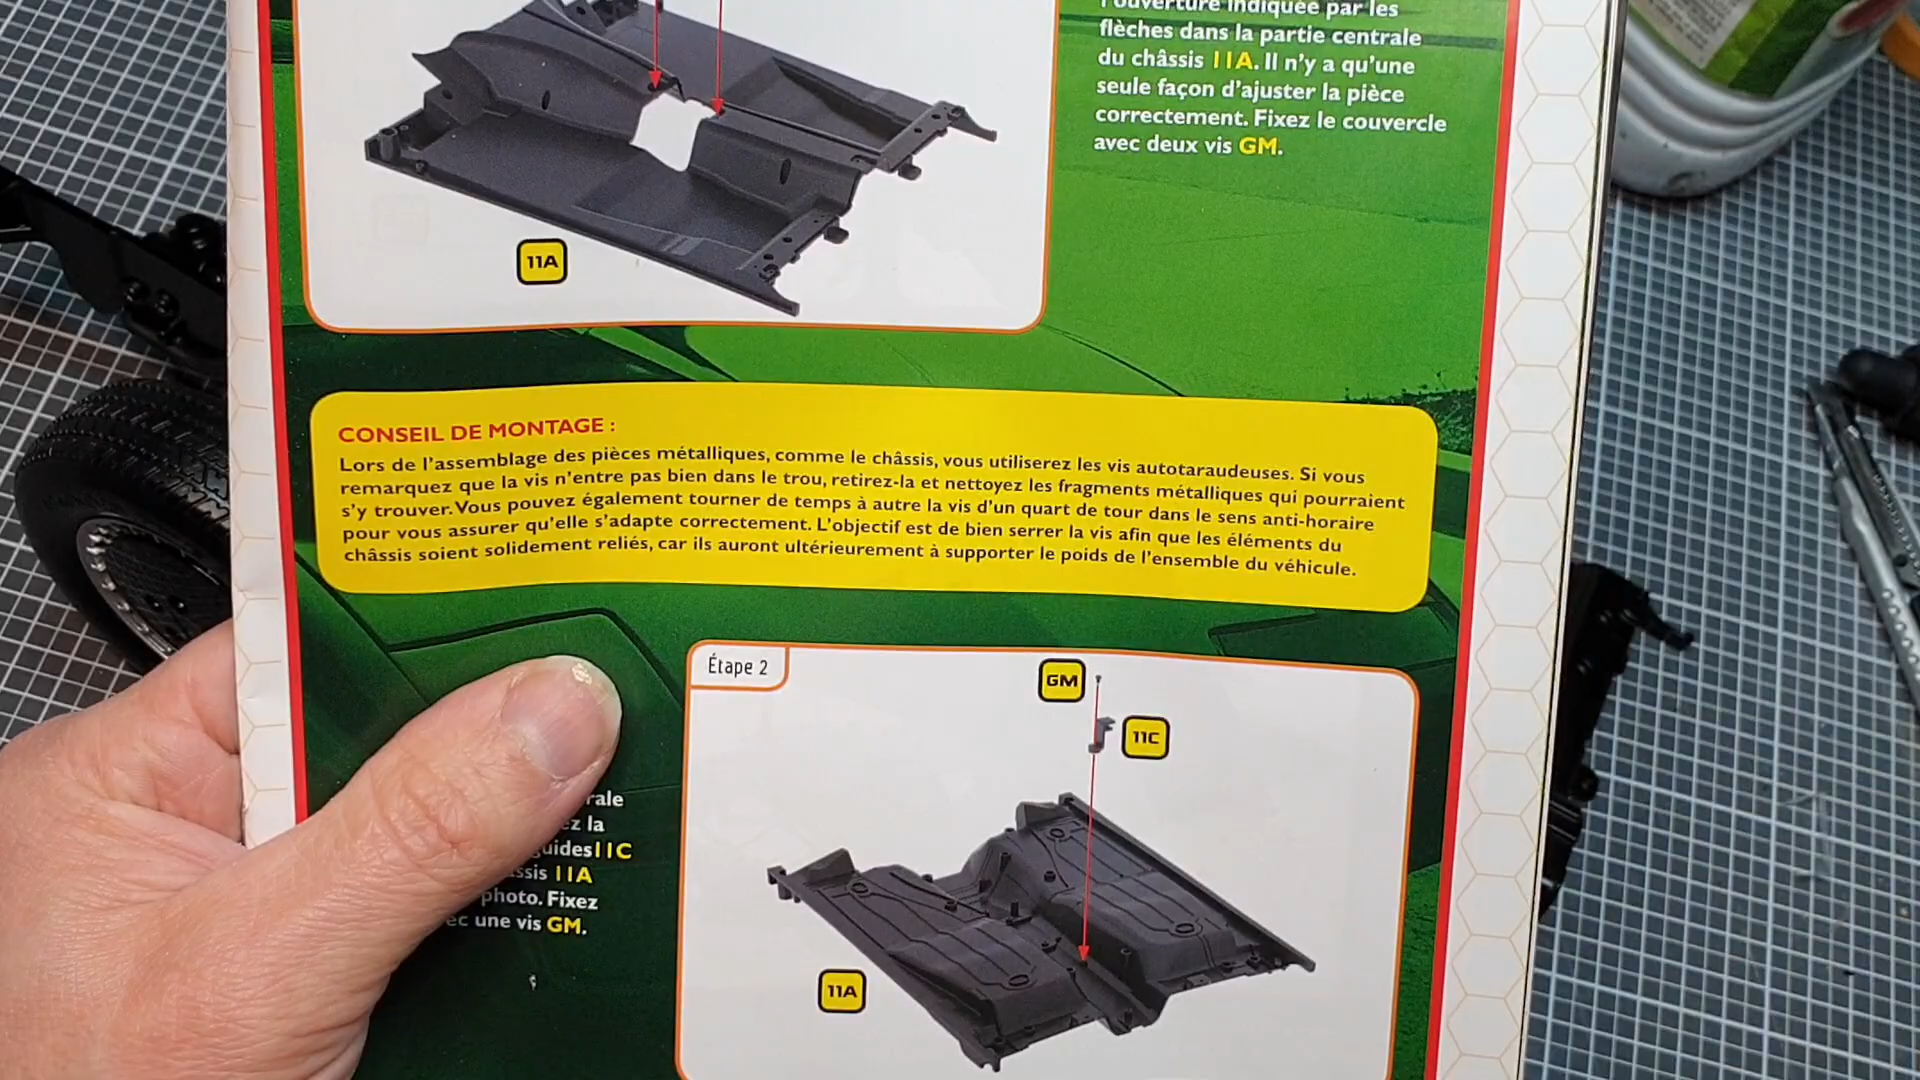 l'ouverture indiquée par les
flèches dans la partie centrale
du châssis 11A. Il n'y a qu'une
seule façon d'ajuster la pièce
correctement. Fixez le couvercle
avec deux vis GM.
11A
CONSEIL DE MONTAGE :
Lors de l'assemblage des pièces métalliques, comme le châssis, vous utiliserez les vis autotaraudeuses. Si vous
remarquez que la vis n'entre pas bien dans le trou, retirez-la et nettoyez les fragments métalliques qui pourraient
s'y trouver. Vous pouvez également tourner de temps à autre la vis d'un quart de tour dans le sens anti-horaire
pour vous assurer qu'elle s'adapte correctement. L'objectif est de bien serrer la vis afin que les éléments du
châssis soient solidement reliés, car ils auront ultérieurement à supporter le poids de l'ensemble du véhicule.
Étape 2
GM
11C
11A
la
11C
11A
photo. Fixez
une vis GM.